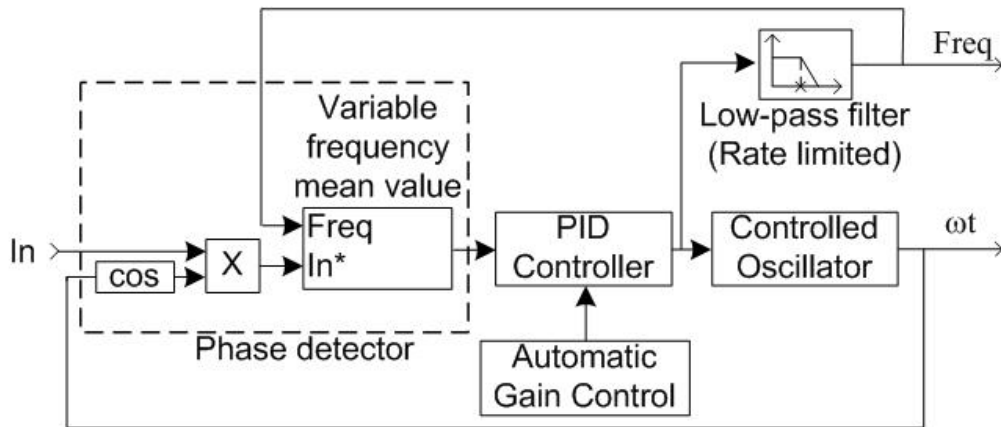 Freq
Low-pass filter
(Rate limited)
Variable
frequency
mean value
Freq
In*
In
cos
X
Phase detector
PID
Controller
Automatic
Gain Control
Controlled
Oscillator
ωt